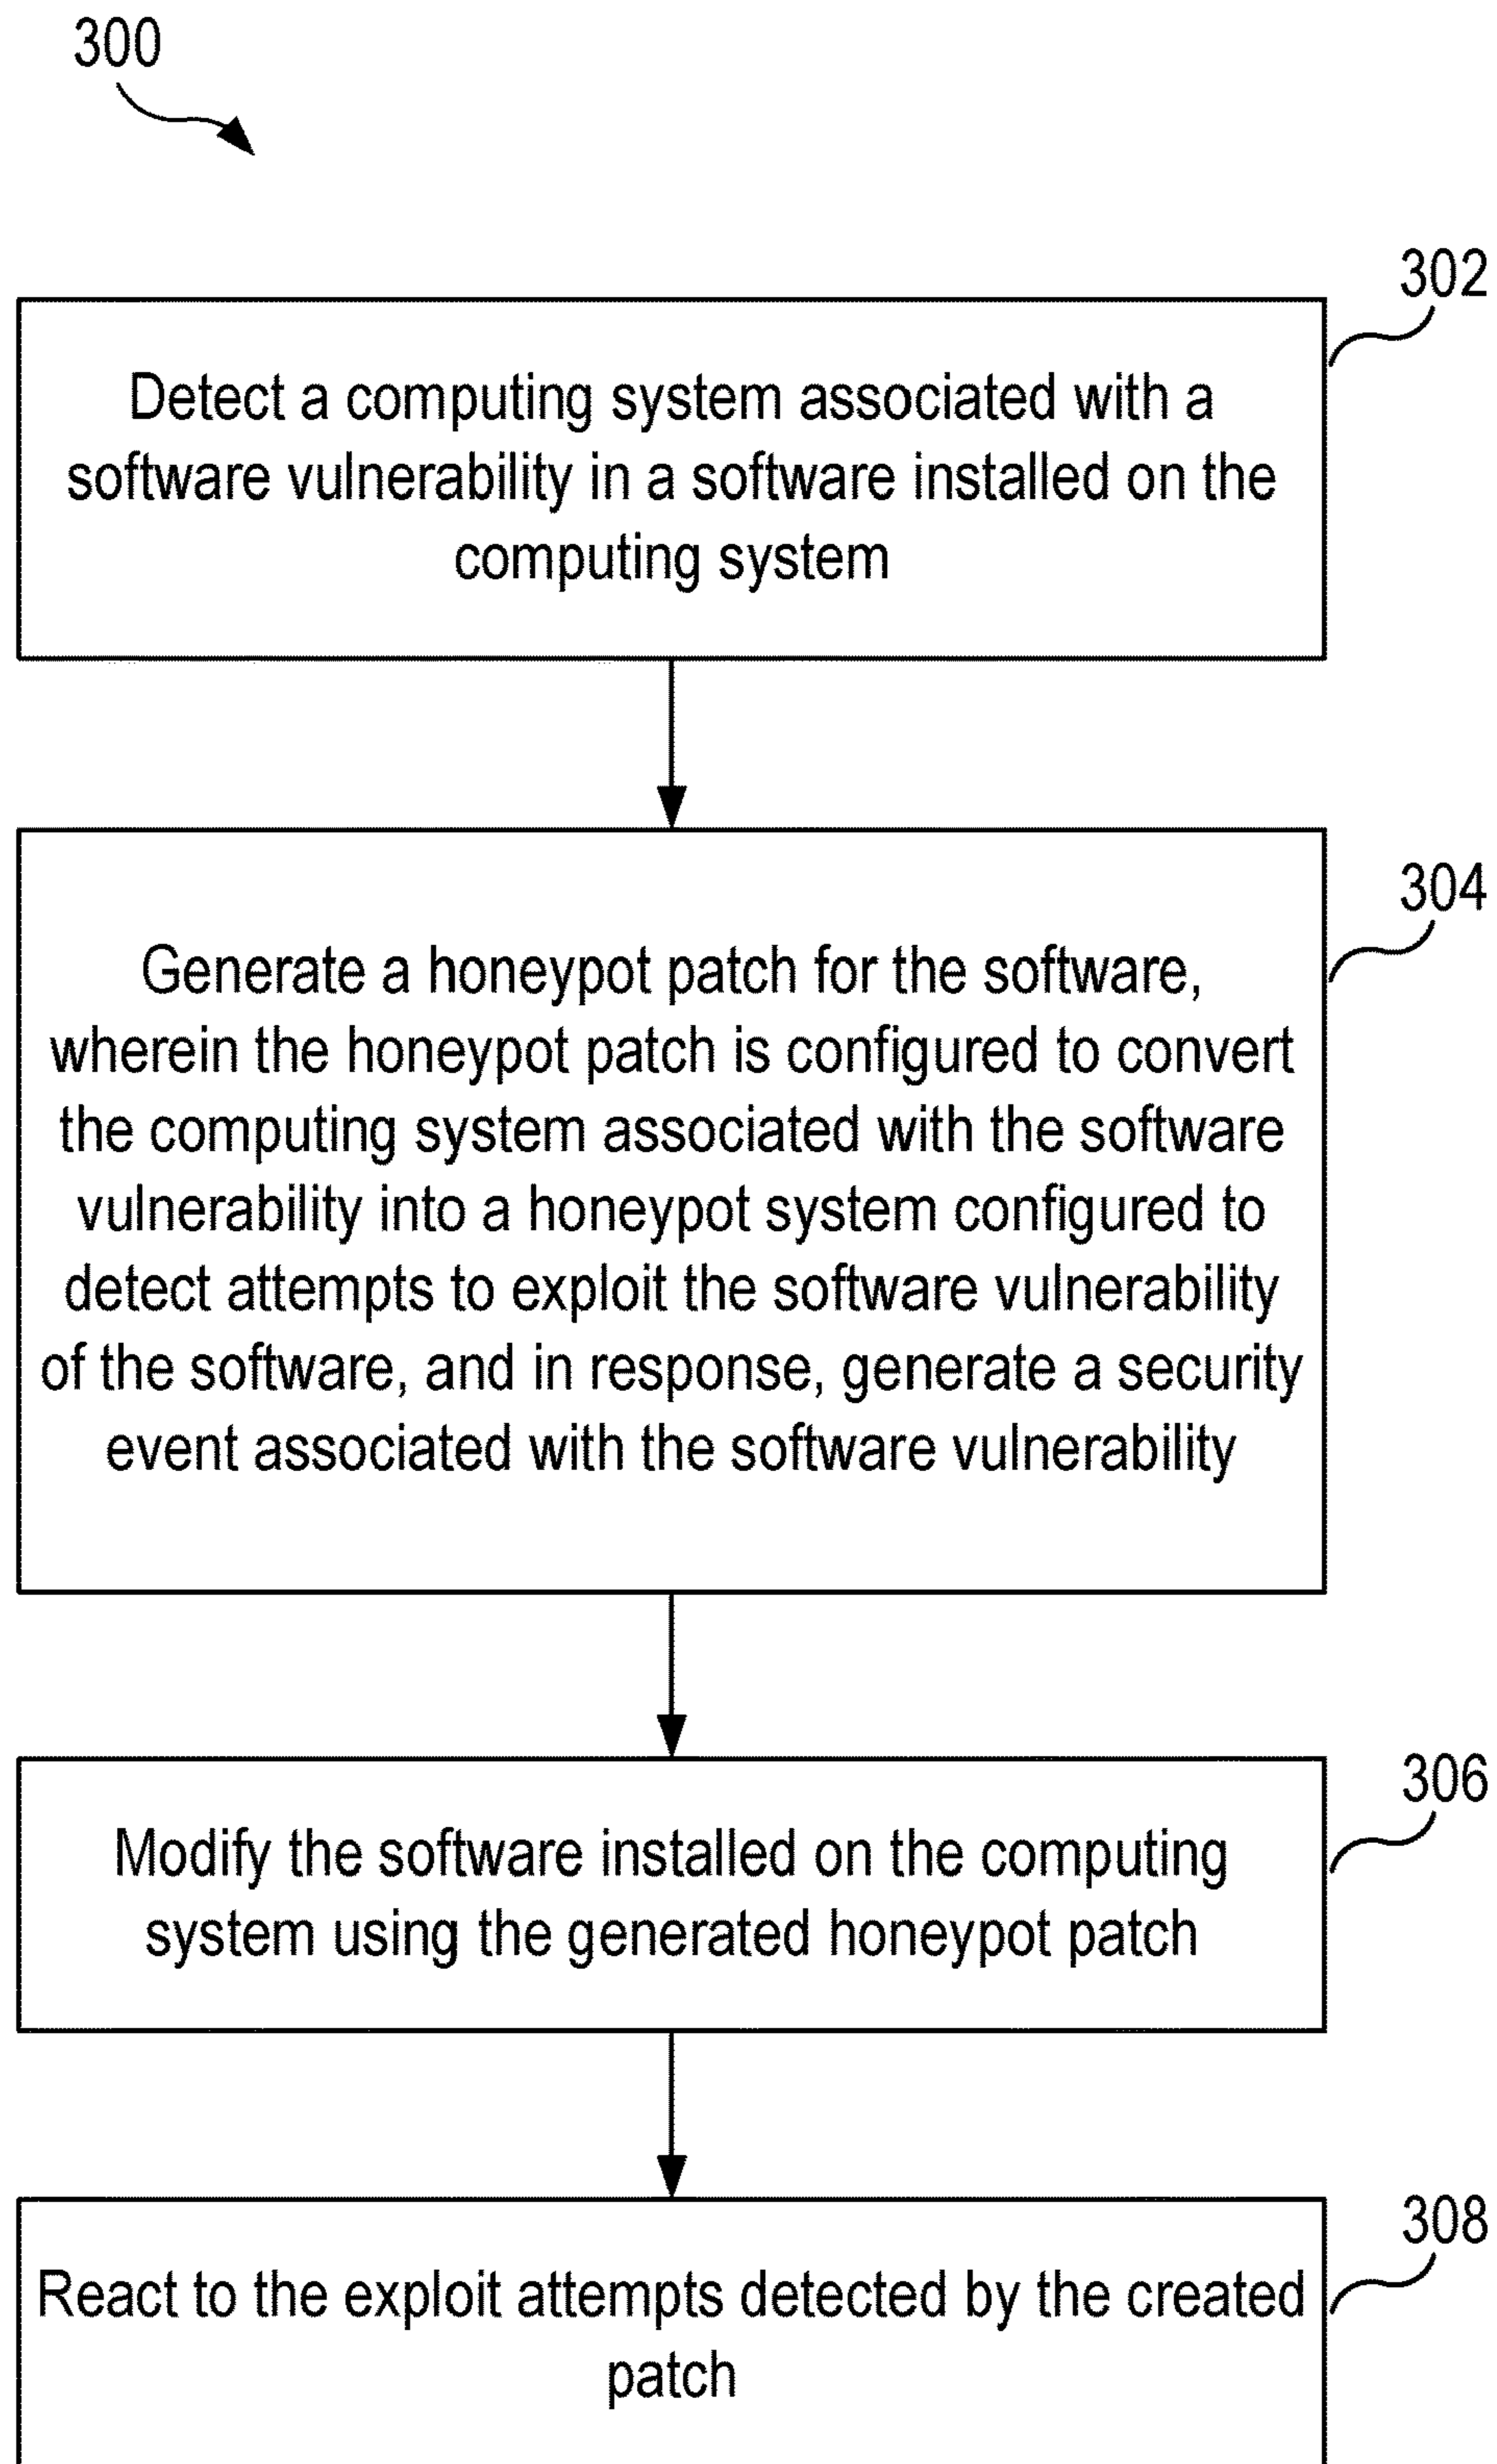 300
302
Detect a computing system associated with a
software vulnerability in a software installed on the
computing system
304
Generate a honeypot patch for the software,
wherein the honeypot patch is configured to convert
the computing system associated with the software
vulnerability into a honeypot system configured to
detect attempts to exploit the software vulnerability
of the software, and in response, generate a security
event associated with the software vulnerability
306
Modify the software installed on the computing
system using the generated honeypot patch
308
React to the exploit attempts detected by the created
patch